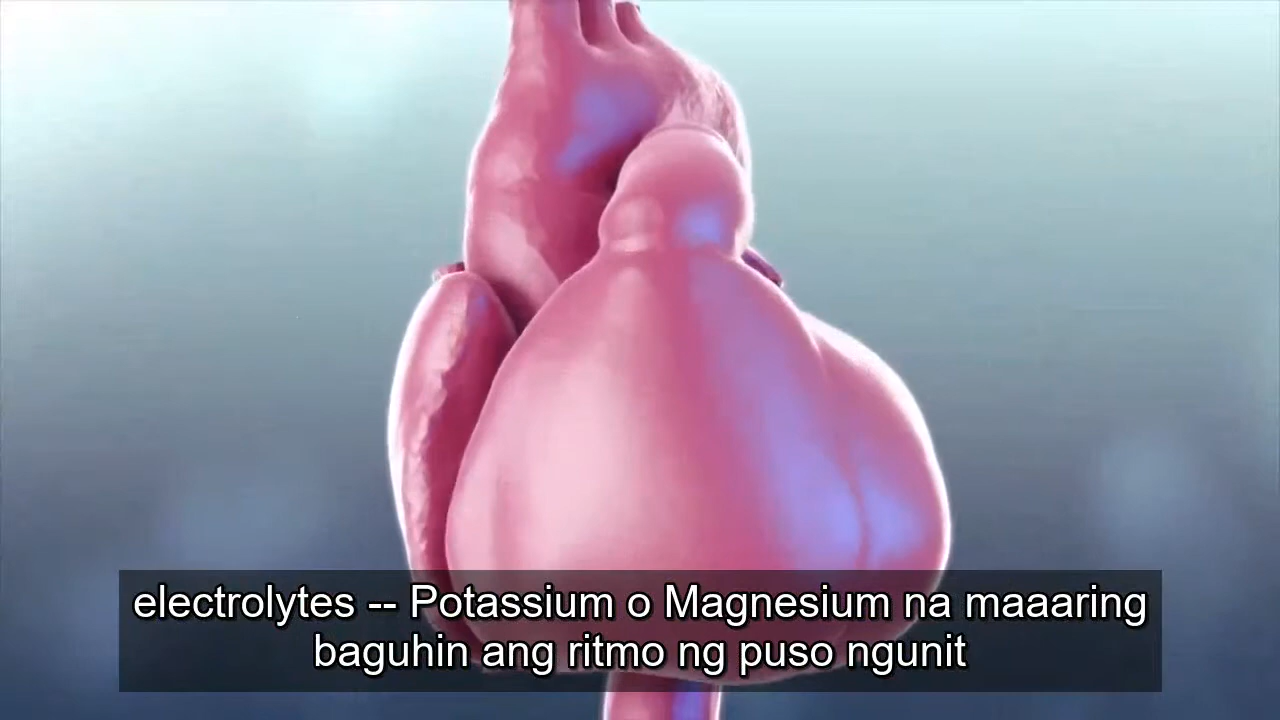 electrolytes -- Potassium o Magnesium na maaaring
baguhin ang ritmo ng puso ngunit